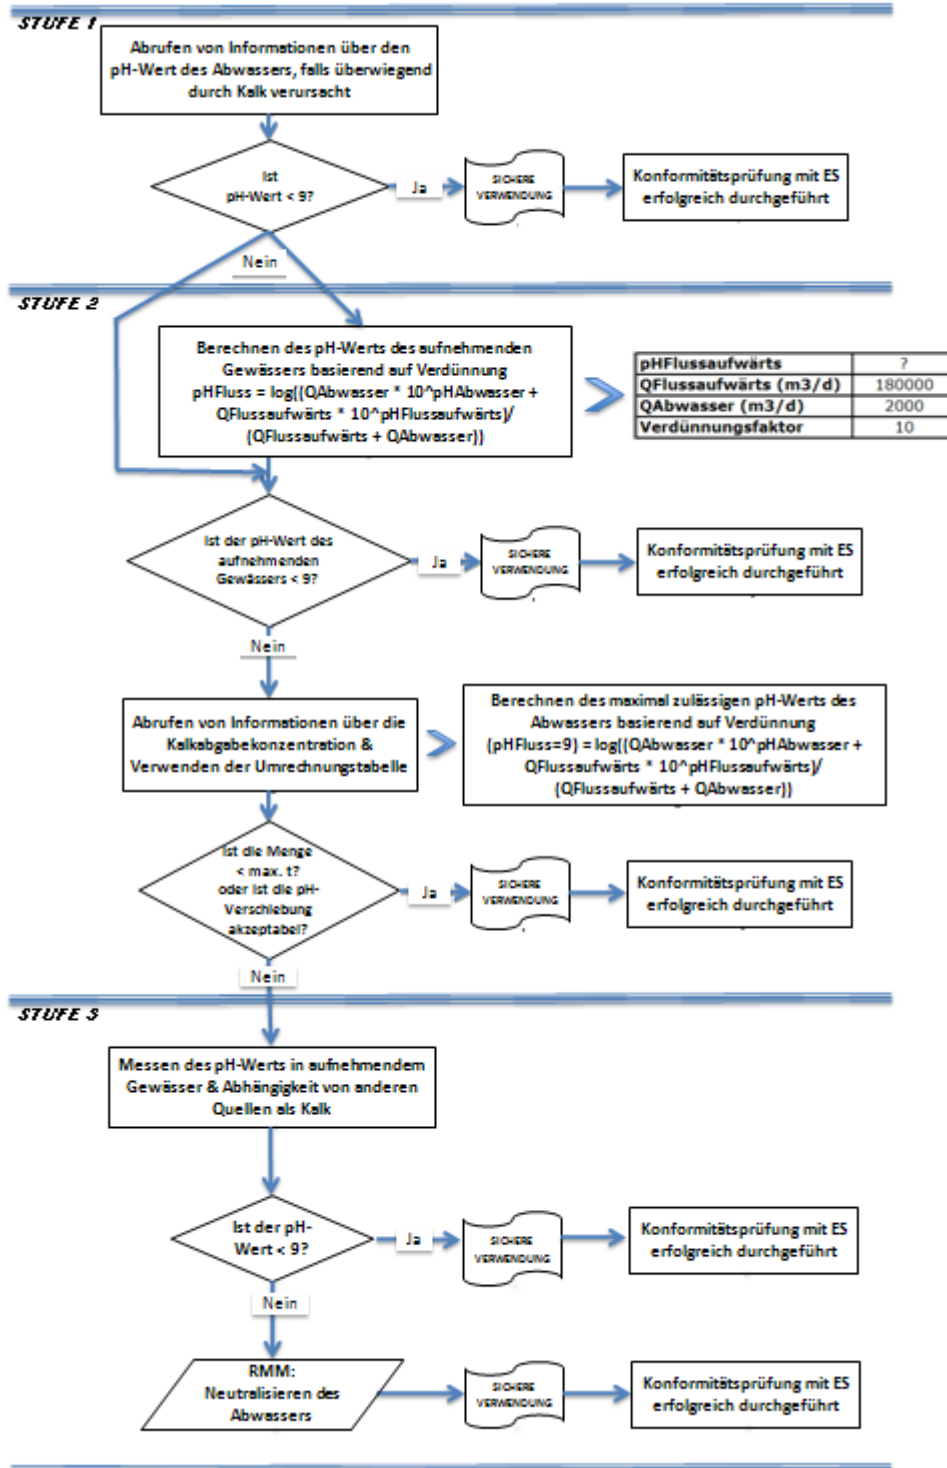 STUFE 1
Abrufen von Informationen über den
pH-Wert des Abwassers, falls überwiegend
durch Kalk verursacht
Ist
pH-Wert < 9?
Ja
SICHERE
VERWENDUNG
Konformitätsprüfung mit ES
erfolgreich durchgeführt
Nein
STUFE 2
Berechnen des pH-Werts des aufnehmenden
Gewässers basierend auf Verdünnung
pHFluss = log((QAbwasser * 10^pHAbwasser +
QFlussaufwärts * 10^pHFlussaufwärts)/
(QFlussaufwärts + QAbwasser))
pHFlussaufwärts ?
QFlussaufwärts (m3/d) 180000
QAbwasser (m3/d) 2000
Verdünnungsfaktor 10
Ist der pH-Wert des
aufnehmenden
Gewässers < 9?
Ja
SICHERE
VERWENDUNG
Konformitätsprüfung mit ES
erfolgreich durchgeführt
Nein
Abrufen von Informationen über die
Kalkabgabekonzentration &
Verwenden der Umrechnungstabelle
Berechnen des maximal zulässigen pH-Werts des
Abwassers basierend auf Verdünnung
(pHFluss=9) = log((QAbwasser * 10^pHAbwasser +
QFlussaufwärts * 10^pHFlussaufwärts)/
(QFlussaufwärts + QAbwasser))
Ist die Menge
< max. t?
oder ist die pH-
Verschiebung
akzeptabel?
Ja
SICHERE
VERWENDUNG
Konformitätsprüfung mit ES
erfolgreich durchgeführt
Nein
STUFE 3
Messen des pH-Werts in aufnehmendem
Gewässer & Abhängigkeit von anderen
Quellen als Kalk
Ist der pH-
Wert < 9?
Ja
SICHERE
VERWENDUNG
Konformitätsprüfung mit ES
erfolgreich durchgeführt
Nein
RMM:
Neutralisieren des
Abwassers
SICHERE
VERWENDUNG
Konformitätsprüfung mit ES
erfolgreich durchgeführt